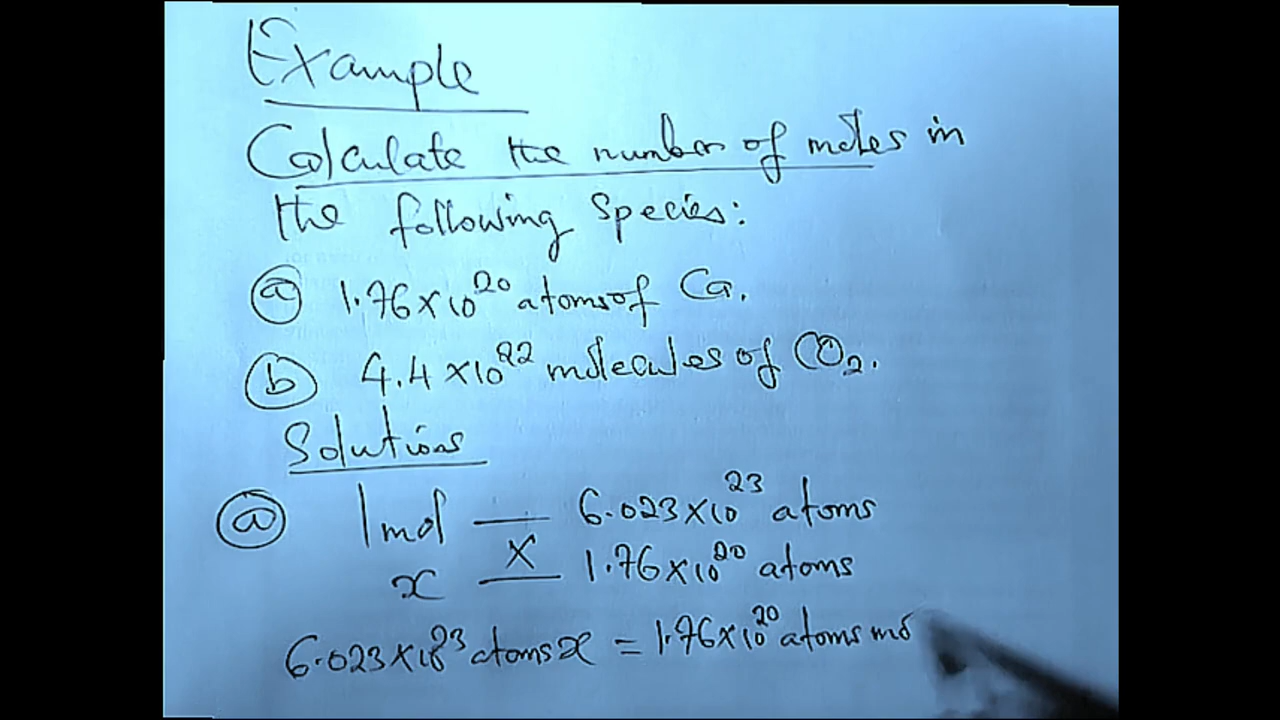 Example
Calculate the number of moles in
the following species:
ⓐ 1.76×10²⁰ atoms of Ca.
ⓑ 4.4×10²² molecules of CO₂.
Solutions
ⓐ 1mol — 6.023×10²³ atoms
X
x — 1.76×10²⁰ atoms
6.023×10²³ atoms x = 1.76×10²⁰ atoms mo